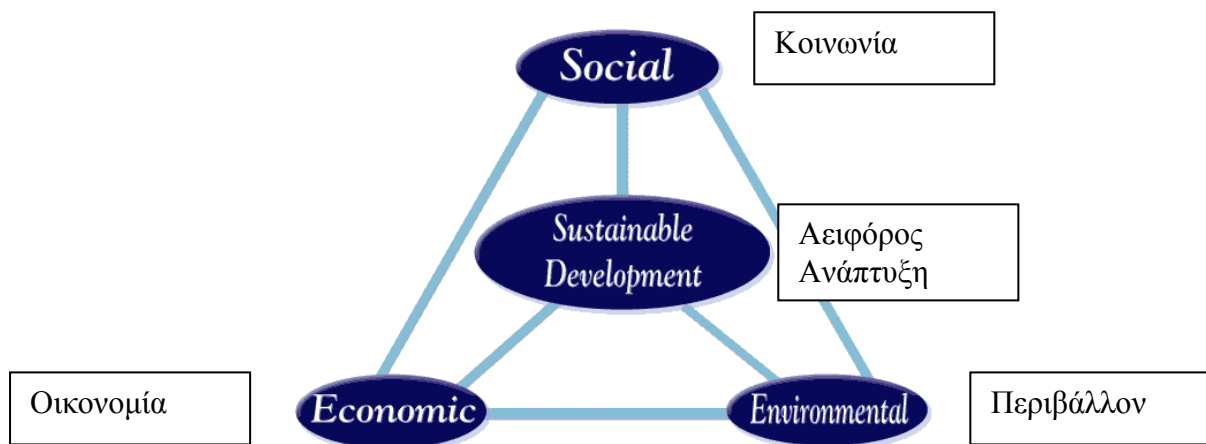 Social
Κοινωνία
Sustainable
Development
Αειφόρος
Ανάπτυξη
Οικονομία
Economic
Environmental
Περιβάλλον